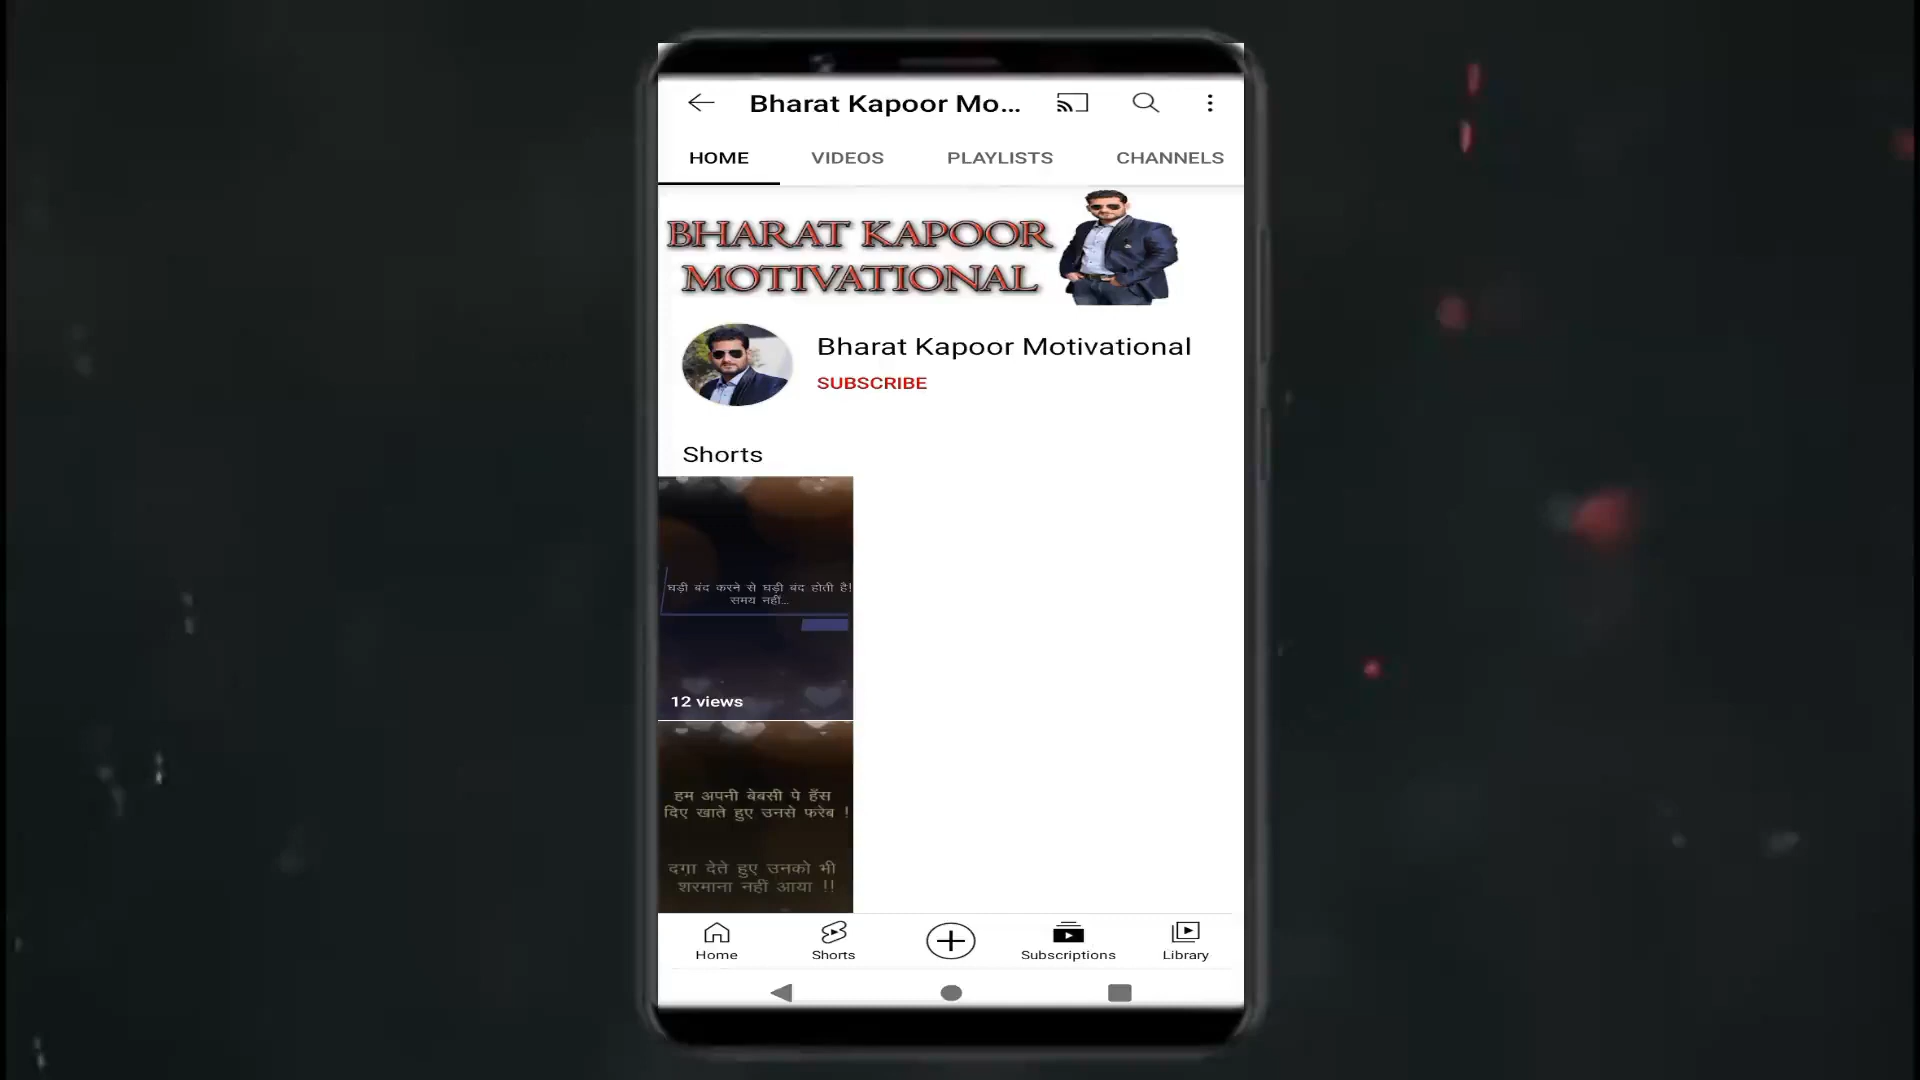 Bharat Kapoor Mo...
HOME VIDEOS PLAYLISTS CHANNELS
BHARAT KAPOOR
MOTIVATIONAL
Bharat Kapoor Motivational
SUBSCRIBE
Shorts
घड़ी बंद करने से घड़ी बंद होती है!
समय नहीं...
12 views
हम अपनी बेबसी पे हँस
दिए खाते हुए उनसे फरेब !
दग़ा देते हुए उनको भी
शरमाना नहीं आया !!
Home Shorts Subscriptions Library